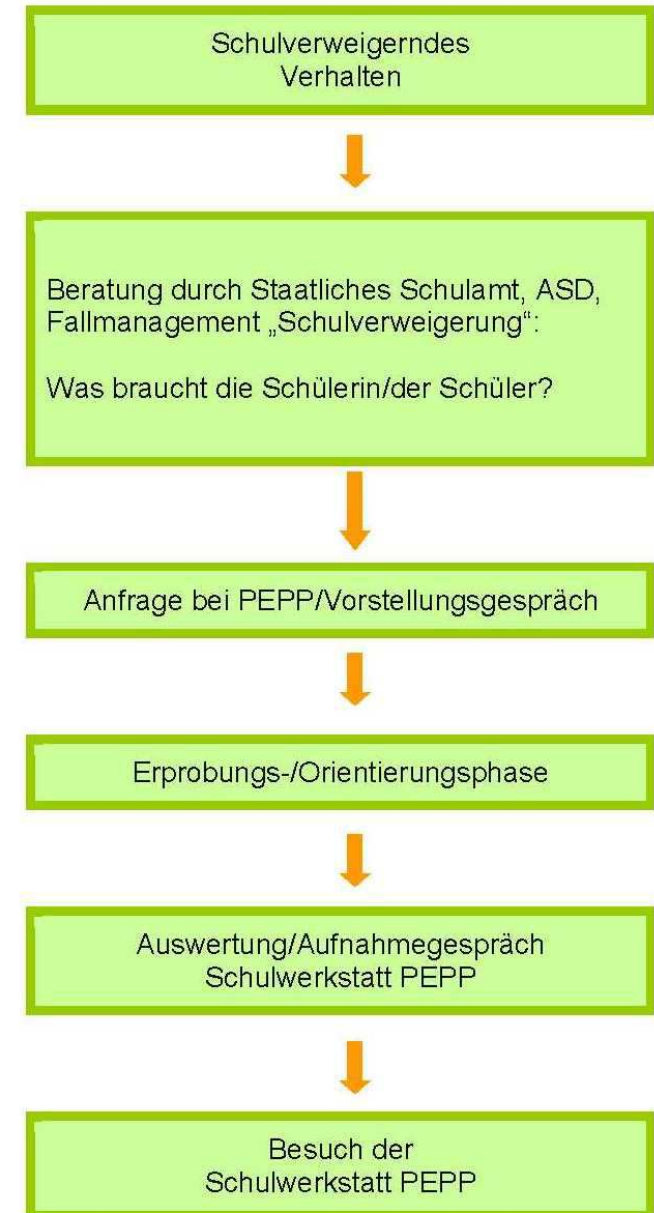 Schulverweigerndes
Verhalten
Beratung durch Staatliches Schulamt, ASD,
Fallmanagement „Schulverweigerung“:
Was braucht die Schülerin/der Schüler?
Anfrage bei PEPP/Vorstellungsgespräch
Erprobungs-/Orientierungsphase
Auswertung/Aufnahmegespräch
Schulwerkstatt PEPP
Besuch der
Schulwerkstatt PEPP